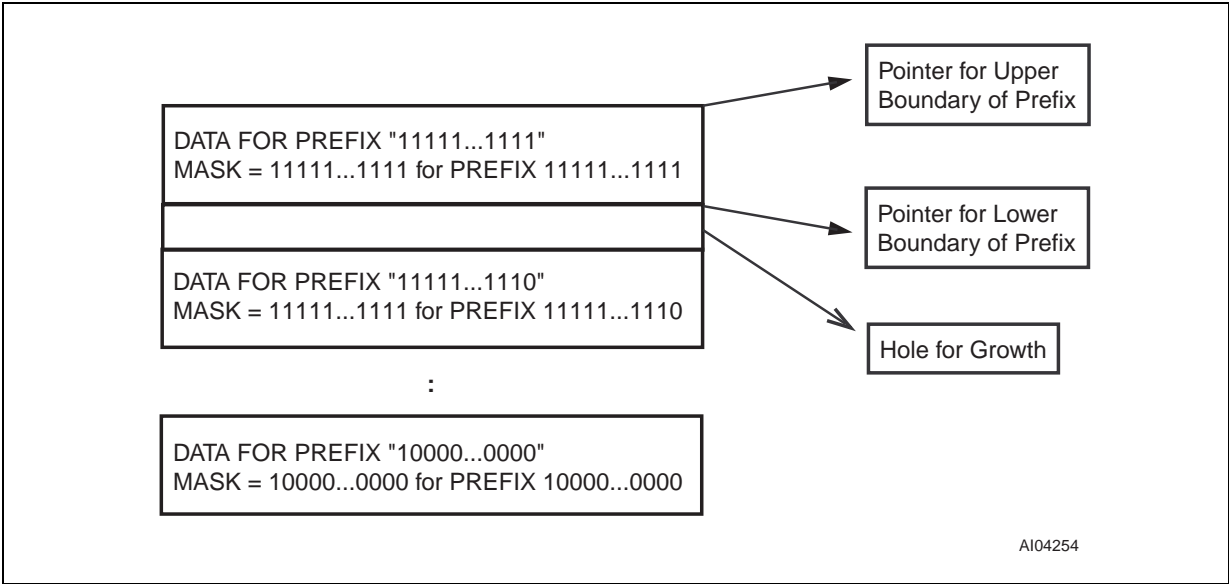 Pointer for Upper
Boundary of Prefix
DATA FOR PREFIX "11111...1111"
MASK = 11111...1111 for PREFIX 11111...1111
Pointer for Lower
Boundary of Prefix
DATA FOR PREFIX "11111...1110"
MASK = 11111...1111 for PREFIX 11111...1110
Hole for Growth
:
DATA FOR PREFIX "10000...0000"
MASK = 10000...0000 for PREFIX 10000...0000
AI04254